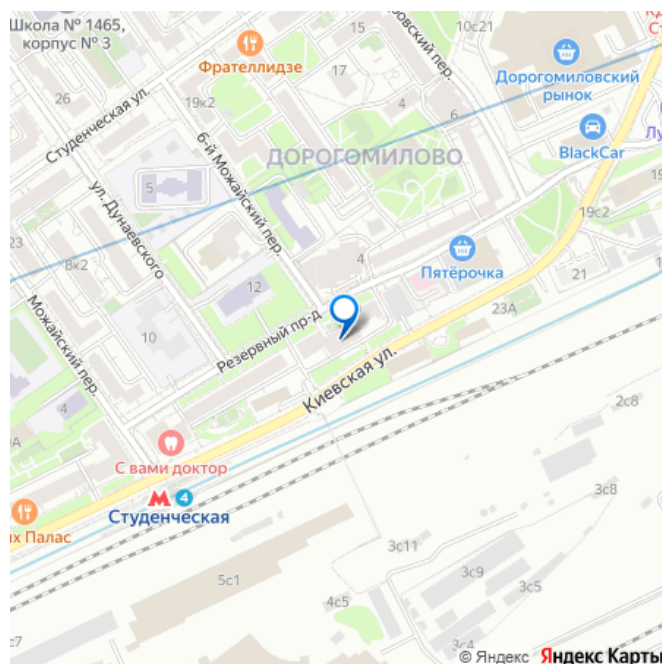 Школа № 1465,
корпус № 3
Фрателлидзе
15
10с21
Дорогомиловский
рынок
17
26
Студенческая ул.
19к2
4
6
BlackCar
6-й Можайский пер.
ДОРОГОМИЛОВО
5
ул. Дунаевского
19с2
23
8к2
4
Пятёрочка
21
12
23А
Можайский пер.
10
Резервный пр-д
Киевская ул.
4
2с8
С вами доктор
М 4
Студенческая
3с8
3с11
5с1
3с9
3с5
4с5
3с4
© Яндекс Яндекс Карты